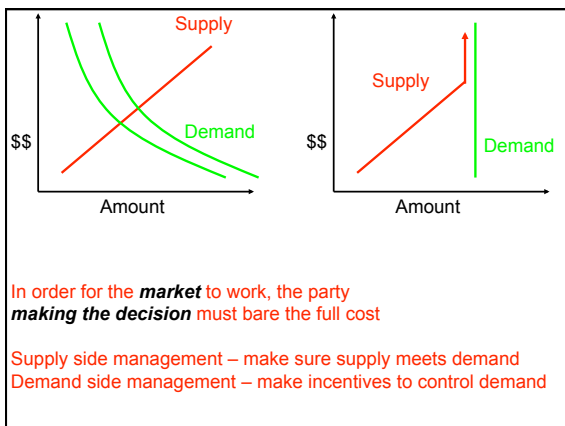 Supply
Demand
$$
Amount
Supply
Demand
$$
Amount
In order for the market to work, the party
making the decision must bare the full cost
Supply side management – make sure supply meets demand
Demand side management – make incentives to control demand